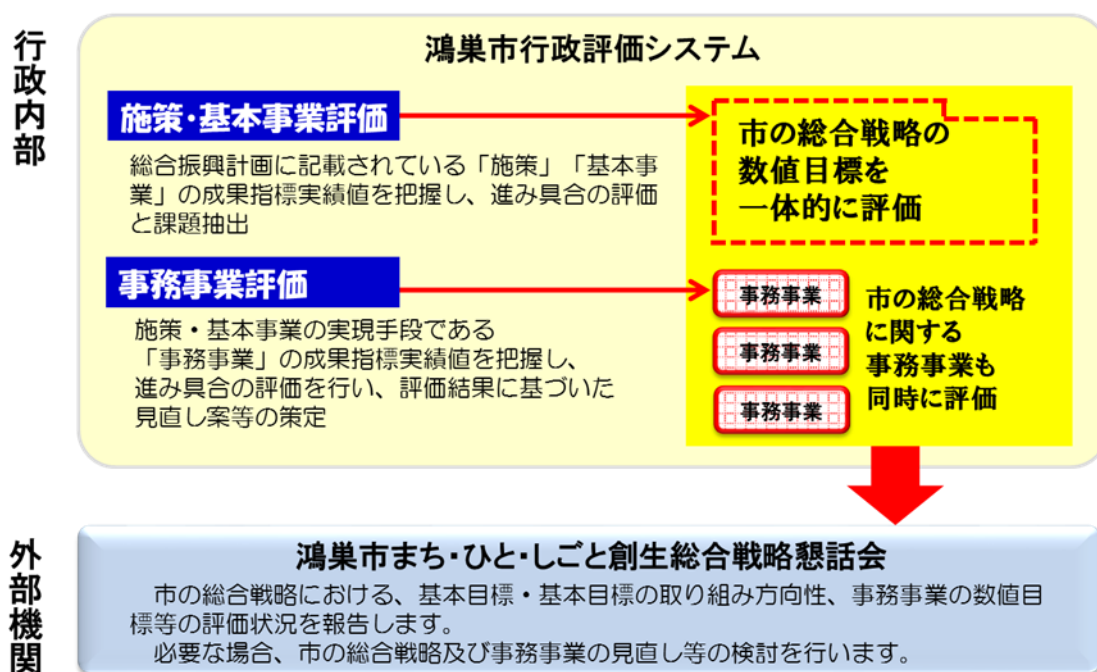 行政内部
鴻巣市行政評価システム
施策・基本事業評価
総合振興計画に記載されている「施策」「基本事
業」の成果指標実績値を把握し、進み具合の評価
と課題抽出
市の総合戦略の
数値目標を
一体的に評価
事務事業評価
施策・基本事業の実現手段である
「事務事業」の成果指標実績値を把握し、
進み具合の評価を行い、評価結果に基づいた
見直し案等の策定
事務事業
事務事業
事務事業
市の総合戦略
に関する
事務事業も
同時に評価
外部機関
鴻巣市まち・ひと・しごと創生総合戦略懇話会
市の総合戦略における、基本目標・基本目標の取り組み方向性、事務事業の数値目
標等の評価状況を報告します。
必要な場合、市の総合戦略及び事務事業の見直し等の検討を行います。